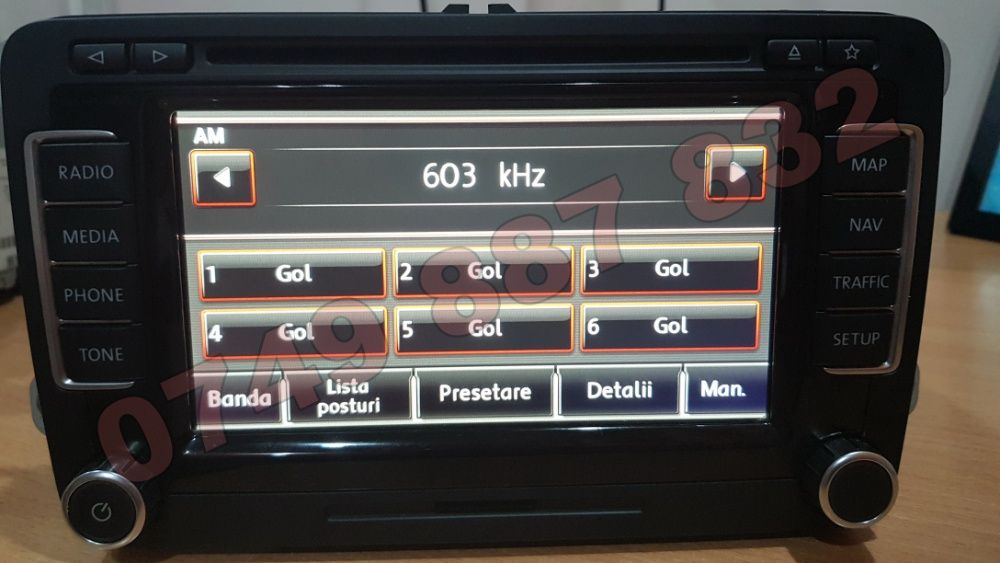 RADIO
MEDIA
PHONE
TONE
MAP
NAV
TRAFFIC
SETUP
AM
603 kHz
1 Gol
2 Gol
3 Gol
4 Gol
5 Gol
6 Gol
Banda
Lista
posturi
Presetare
Detalii
Man.
0749 887 832